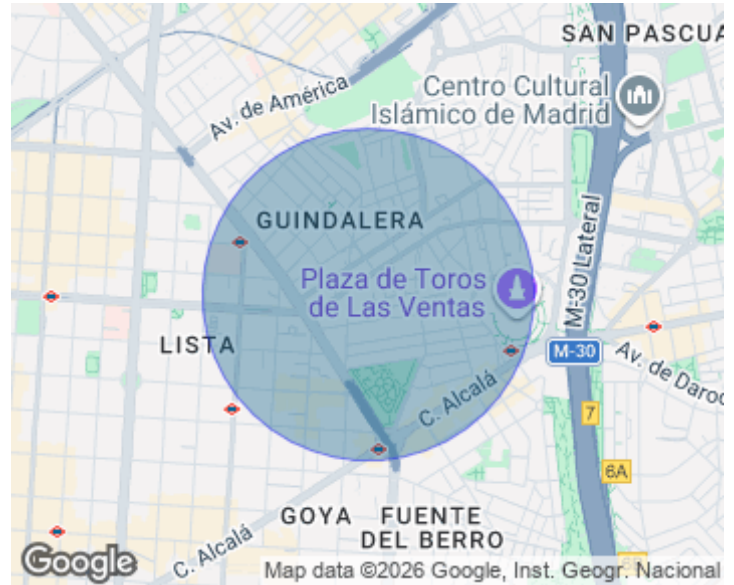 SAN PASCUA
Centro Cultural
Islámico de Madrid
Av. de América
GUINDALERA
Plaza de Toros
de Las Ventas
M-30 Lateral
LISTA
M-30
Av. de Daroc
C. Alcalá
7
6A
GOYA
FUENTE
DEL BERRO
C. Alcalá
Google
Map data ©2026 Google, Inst. Geogr. Nacional